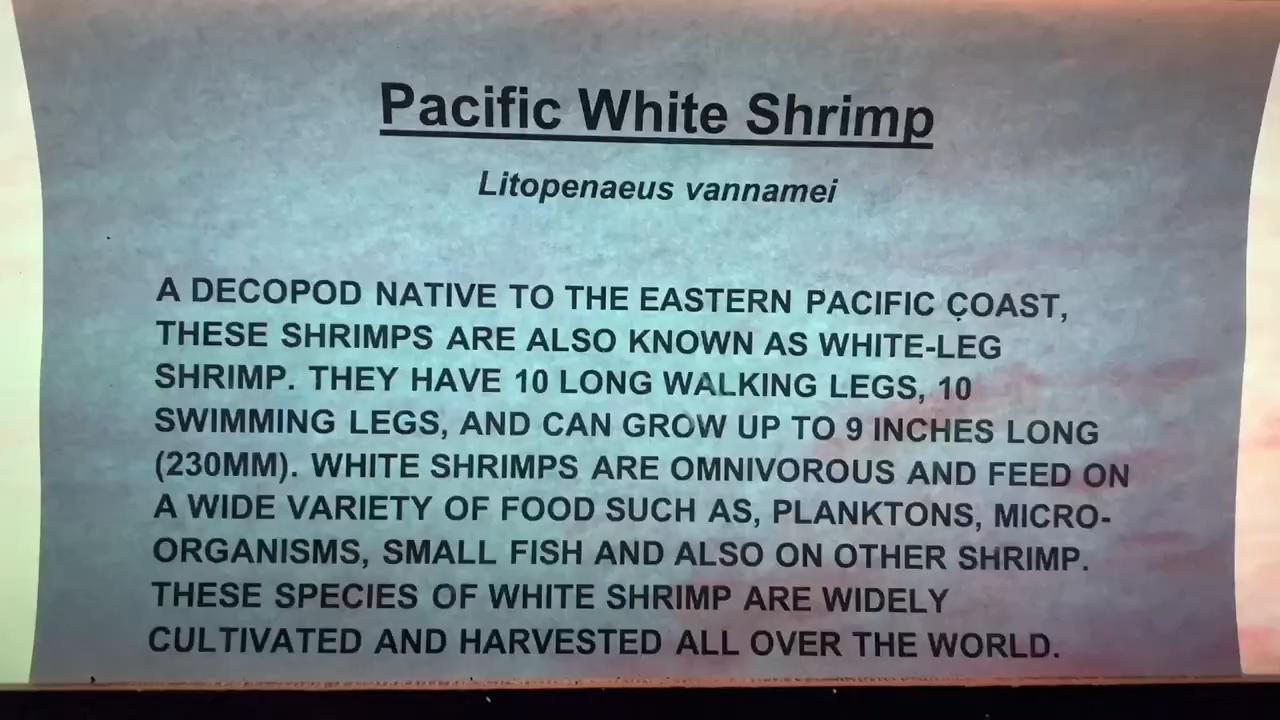 Pacific White Shrimp
Litopenaeus vannamei
A DECOPOD NATIVE TO THE EASTERN PACIFIC COAST,
THESE SHRIMPS ARE ALSO KNOWN AS WHITE-LEG
SHRIMP. THEY HAVE 10 LONG WALKING LEGS, 10
SWIMMING LEGS, AND CAN GROW UP TO 9 INCHES LONG
(230MM). WHITE SHRIMPS ARE OMNIVOROUS AND FEED ON
A WIDE VARIETY OF FOOD SUCH AS, PLANKTONS, MICRO-
ORGANISMS, SMALL FISH AND ALSO ON OTHER SHRIMP.
THESE SPECIES OF WHITE SHRIMP ARE WIDELY
CULTIVATED AND HARVESTED ALL OVER THE WORLD.